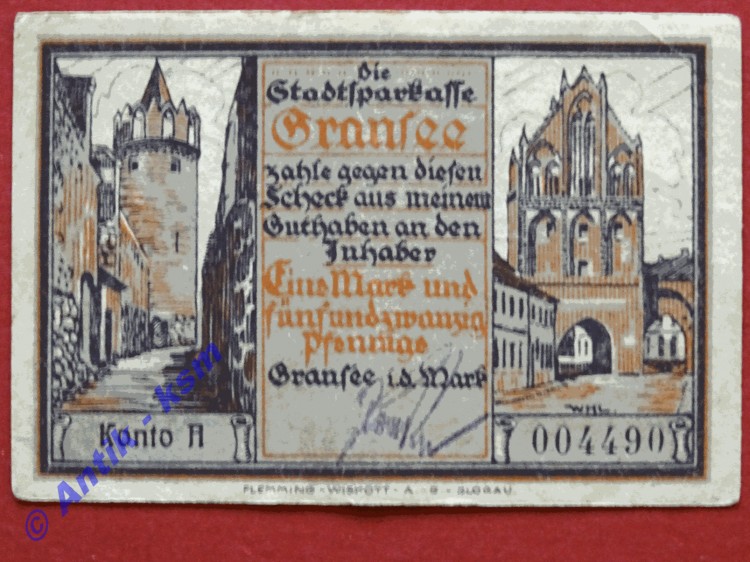 Die
Stadtsparkasse
Gransee
zahle gegen diesen
Scheck aus meinem
Guthaben an den
Inhaber
Eine Mark und
fünfundzwanzig
Pfennige
Gransee i.d. Mark
Konto A
WHL
004490
FLEMMING-WISKOTT-A-G-GLOGAU.
© Antik-ksm